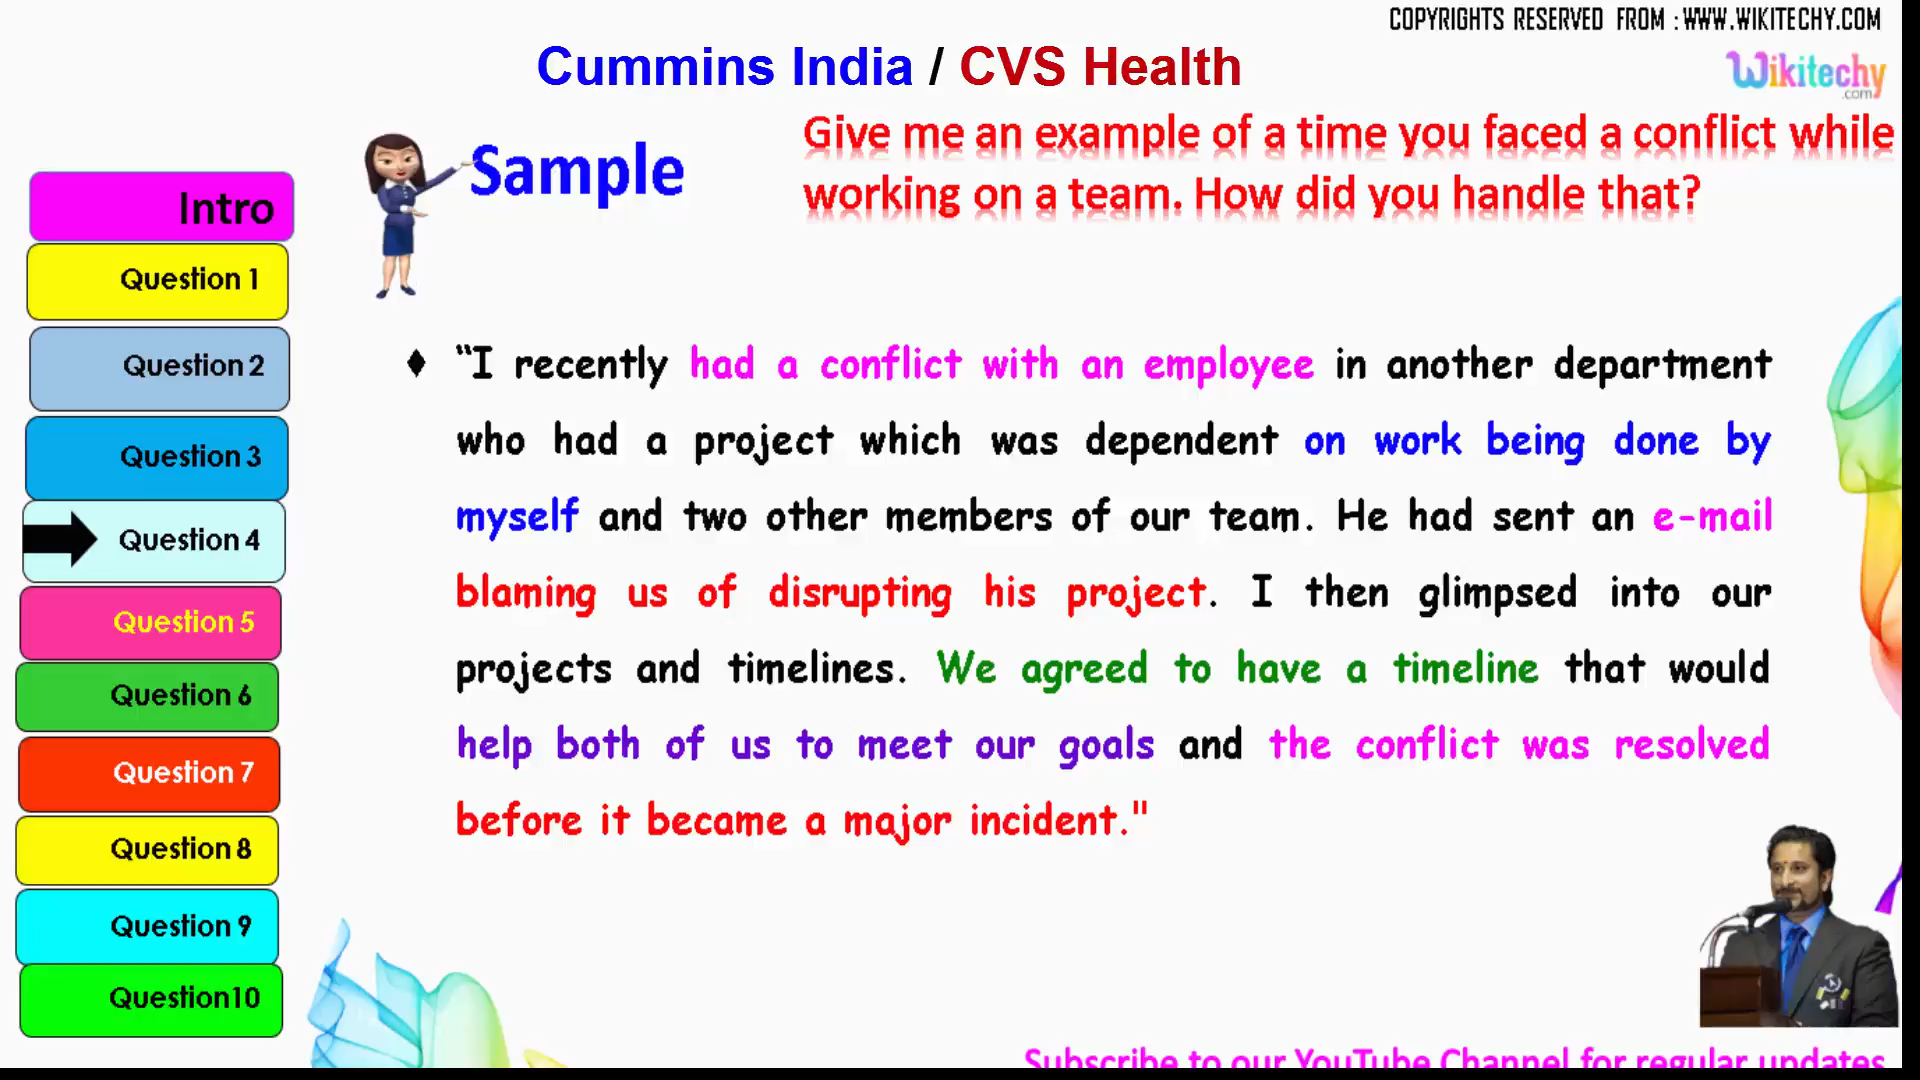 COPYRIGHTS RESERVED FROM : WWW.WIKITECHY.COM
Cummins India / CVS Health
Wikitechy
.com
Sample
Give me an example of a time you faced a conflict while
working on a team. How did you handle that?
Intro
Question 1
Question 2
Question 3
Question 4
Question 5
Question 6
Question 7
Question 8
Question 9
Question10
♦ “I recently had a conflict with an employee in another department
who had a project which was dependent on work being done by
myself and two other members of our team. He had sent an e-mail
blaming us of disrupting his project. I then glimpsed into our
projects and timelines. We agreed to have a timeline that would
help both of us to meet our goals and the conflict was resolved
before it became a major incident."
Subscribe to our YouTube Channel for regular updates